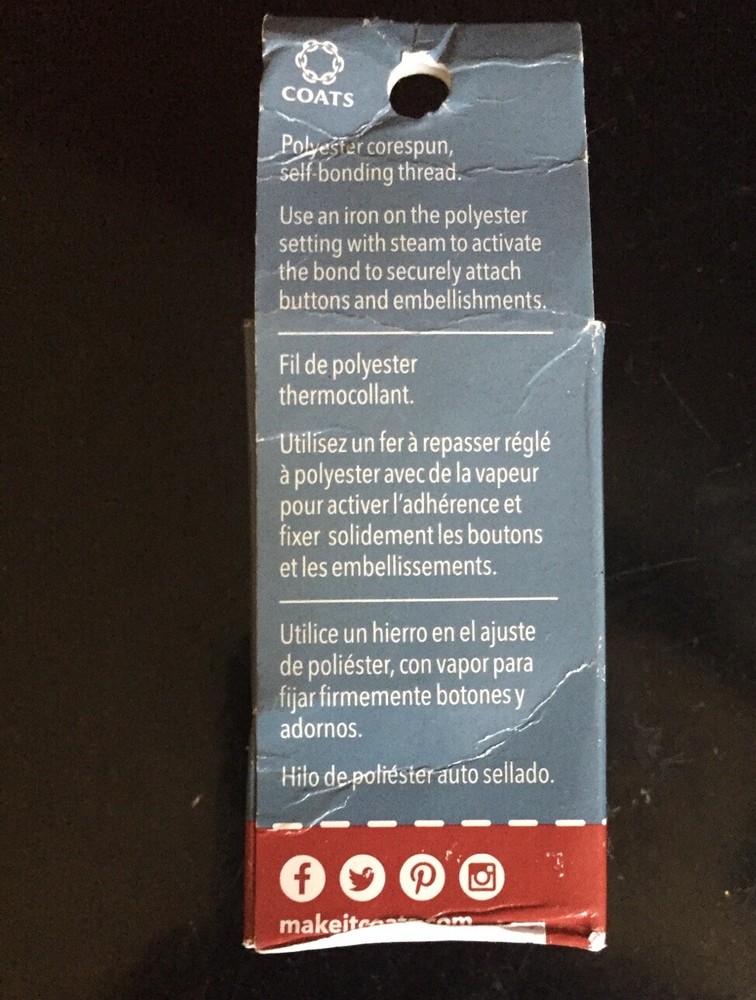 COATS
Polyester corespun,
self-bonding thread.
Use an iron on the polyester
setting with steam to activate
the bond to securely attach
buttons and embellishments.
Fil de polyester
thermocollant.
Utilisez un fer à repasser réglé
à polyester avec de la vapeur
pour activer l'adhérence et
fixer solidement les boutons
et les embellissements.
Utilice un hierro en el ajuste
de poliéster, con vapor para
fijar firmemente botones y
adornos.
Hilo de poliéster auto sellado.
makeitcoats.com